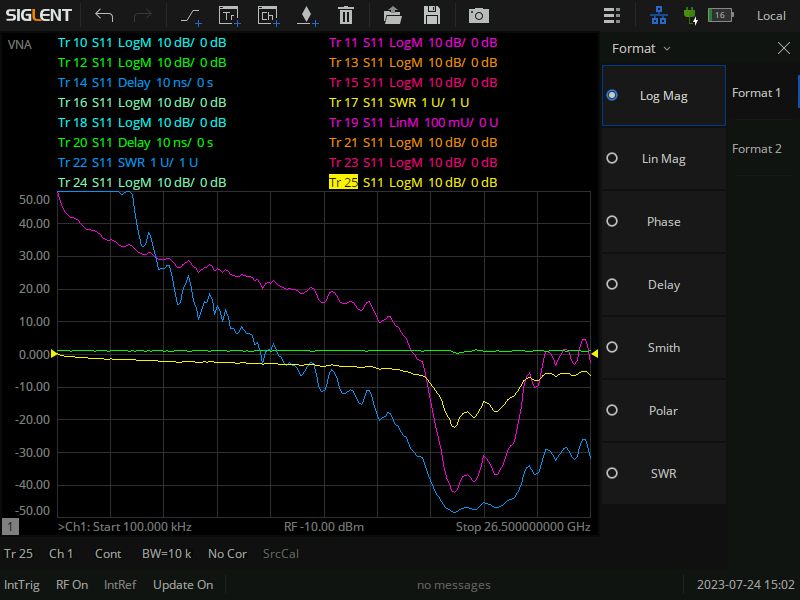 SIGLENT Tr Ch 16 Local
VNA
Tr 10 S11 LogM 10 dB/ 0 dB Tr 11 S11 LogM 10 dB/ 0 dB
Tr 12 S11 LogM 10 dB/ 0 dB Tr 13 S11 LogM 10 dB/ 0 dB
Tr 14 S11 Delay 10 ns/ 0 s Tr 15 S11 LogM 10 dB/ 0 dB
Tr 16 S11 LogM 10 dB/ 0 dB Tr 17 S11 SWR 1 U/ 1 U
Tr 18 S11 LogM 10 dB/ 0 dB Tr 19 S11 LinM 100 mU/ 0 U
Tr 20 S11 Delay 10 ns/ 0 s Tr 21 S11 LogM 10 dB/ 0 dB
Tr 22 S11 SWR 1 U/ 1 U Tr 23 S11 LogM 10 dB/ 0 dB
Tr 24 S11 LogM 10 dB/ 0 dB Tr 25 S11 LogM 10 dB/ 0 dB
50.00
40.00
30.00
20.00
10.00
0.000
-10.00
-20.00
-30.00
-40.00
-50.00
1 >Ch1: Start 100.000 kHz RF -10.00 dBm Stop 26.500000000 GHz
Format
Log Mag
Lin Mag
Phase
Delay
Smith
Polar
SWR
Format 1
Format 2
Tr 25 Ch 1 Cont BW=10 k No Cor SrcCal
IntTrig RF On IntRef Update On no messages 2023-07-24 15:02